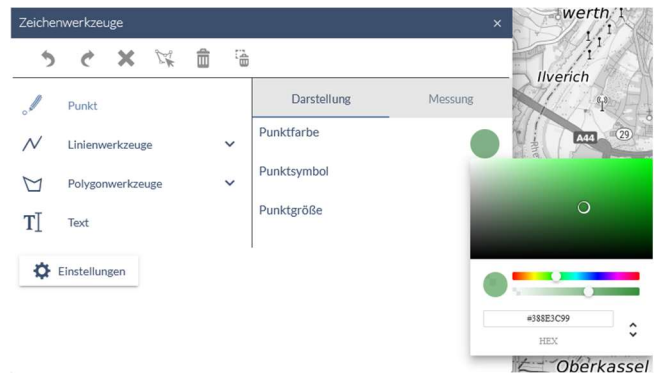 Zeichenwerkzeuge
werth
Ilverich
Punkt
Darstellung
Messung
A44
29
Punktfarbe
Linienwerkzeuge
Punktsymbol
Polygonwerkzeuge
Punktgröße
Text
Einstellungen
#388E3C99
HEX
Oberkassel